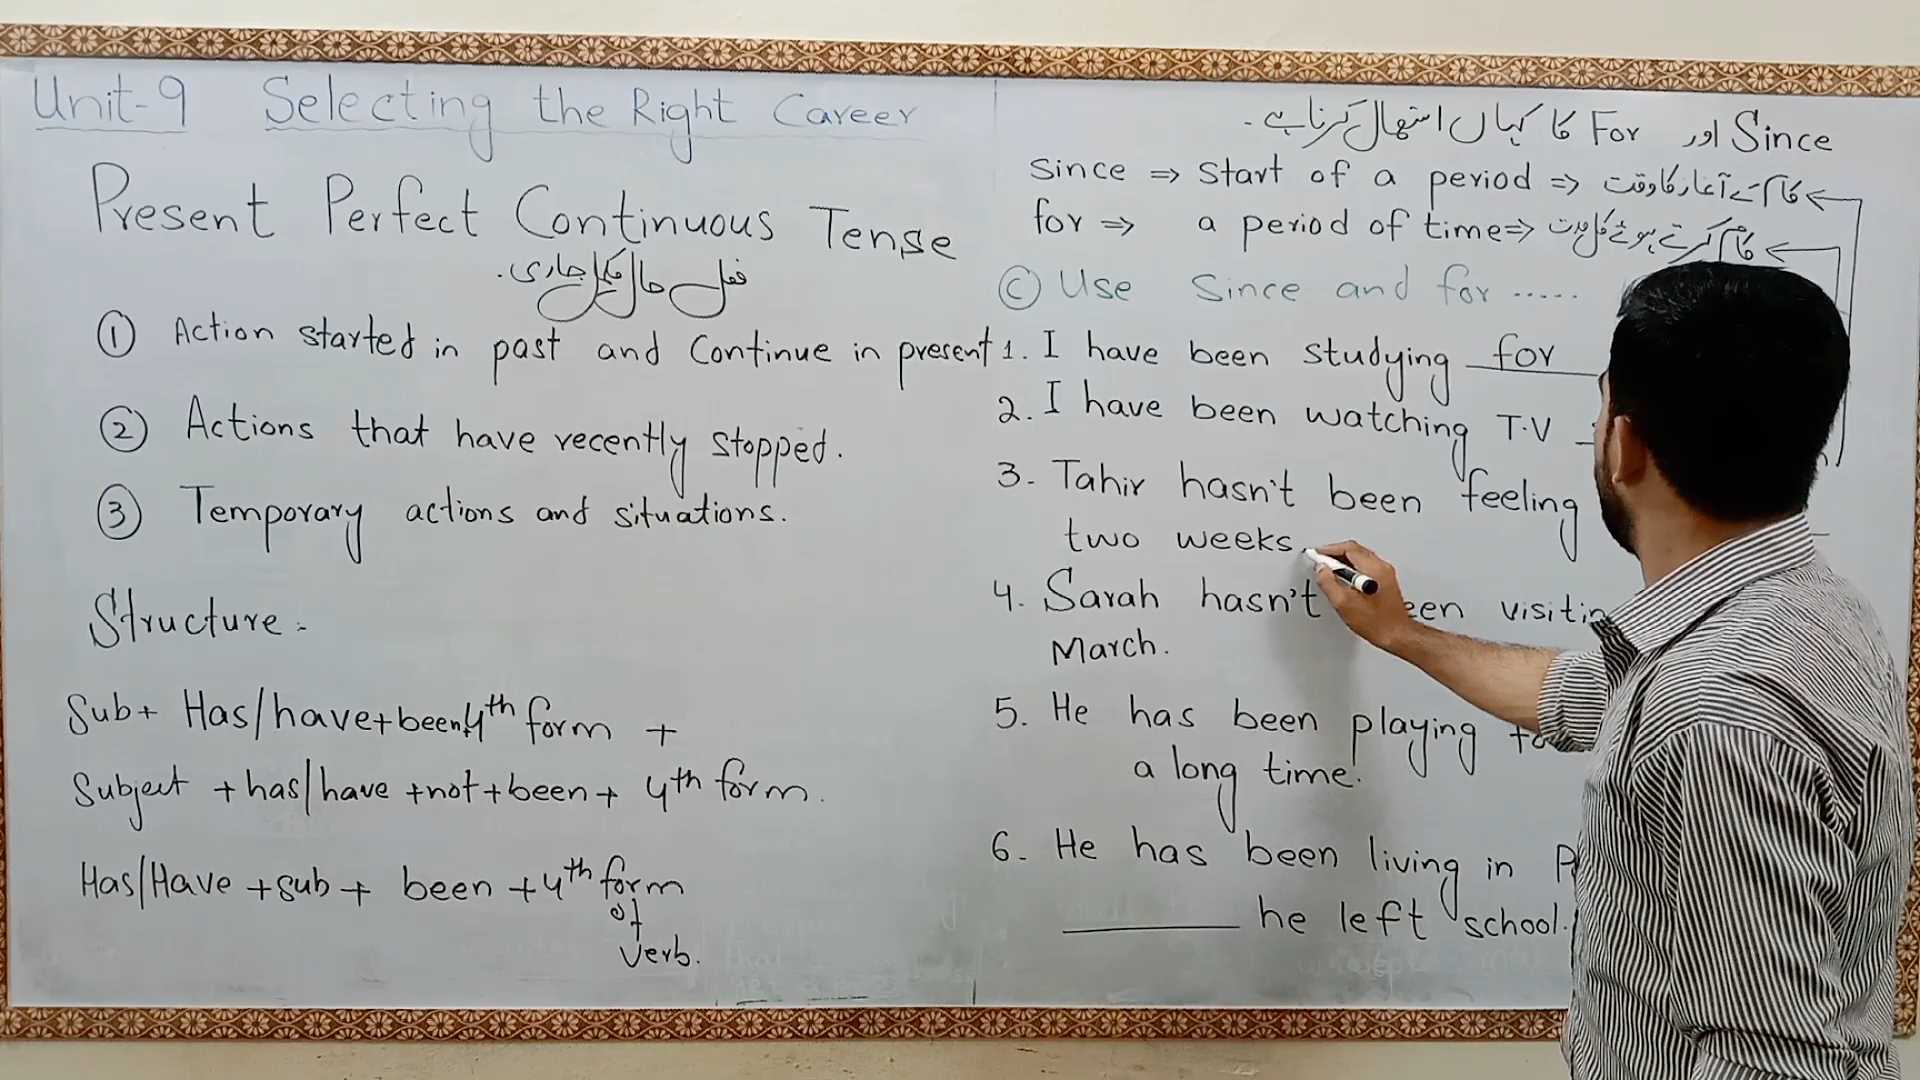 Unit-9 Selecting the Right Career
Present Perfect Continuous Tense
فعل حال مکمل جاری.
① Action started in past and Continue in present
② Actions that have recently stopped.
③ Temporary actions and situations.
Structure:-
Sub+ Has/have+been+4th form +
Subject +has/have +not+been+ 4th form.
Has/Have +sub+ been +4th form
of
verb.
Since اور For کا کہاں استعمال کرنا ہے۔
Since => Start of a period => کام کے آغاز کا وقت
for => a period of time=> کام کرتے ہوئے کل مدت
Ⓒ Use Since and for .....
1. I have been studying for
2. I have been watching T.V
3. Tahir hasn't been feeling
two weeks.
4. Sarah hasn't een visitin
March.
5. He has been playing
a long time.
6. He has been living in P
he left school.